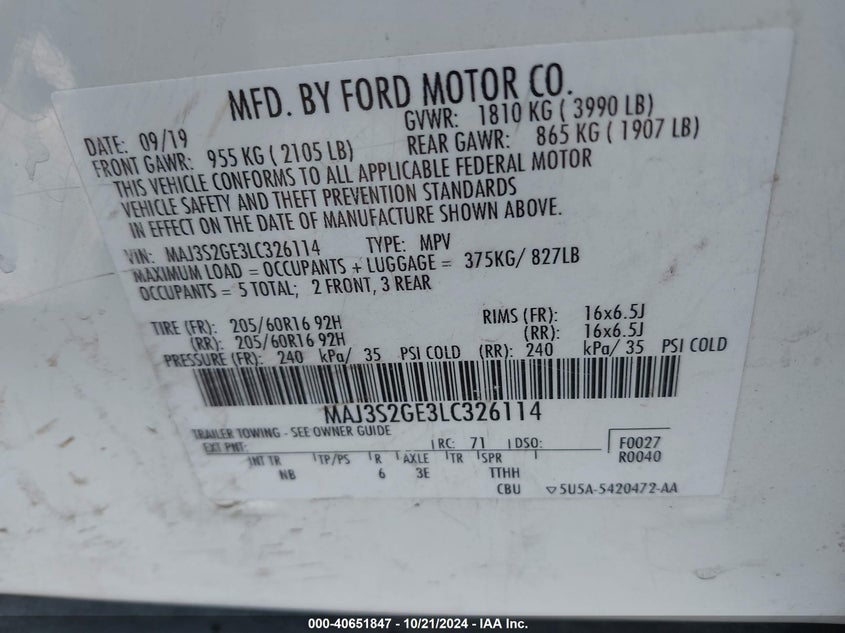 MFD. BY FORD MOTOR CO.
DATE: 09/19 GVWR: 1810 KG ( 3990 LB)
FRONT GAWR: 955 KG ( 2105 LB) REAR GAWR: 865 KG ( 1907 LB)
THIS VEHICLE CONFORMS TO ALL APPLICABLE FEDERAL MOTOR
VEHICLE SAFETY AND THEFT PREVENTION STANDARDS
IN EFFECT ON THE DATE OF MANUFACTURE SHOWN ABOVE.
VIN: MAJ3S2GE3LC326114 TYPE: MPV
MAXIMUM LOAD = OCCUPANTS + LUGGAGE = 375KG/ 827LB
OCCUPANTS = 5 TOTAL; 2 FRONT, 3 REAR
TIRE (FR): 205/60R16 92H RIMS (FR): 16x6.5J
(RR): 205/60R16 92H (RR): 16x6.5J
PRESSURE (FR): 240 kPa/ 35 PSI COLD (RR): 240 kPa/ 35 PSI COLD
MAJ3S2GE3LC326114
TRAILER TOWING - SEE OWNER GUIDE
EXT PNT: RC: 71 DSO: F0027
R0040
INT TR TP/PS R AXLE TR SPR
NB 6 3E TTHH
CBU ▽5U5A-5420472-AA
000-40651847 - 10/21/2024 - IAA Inc.